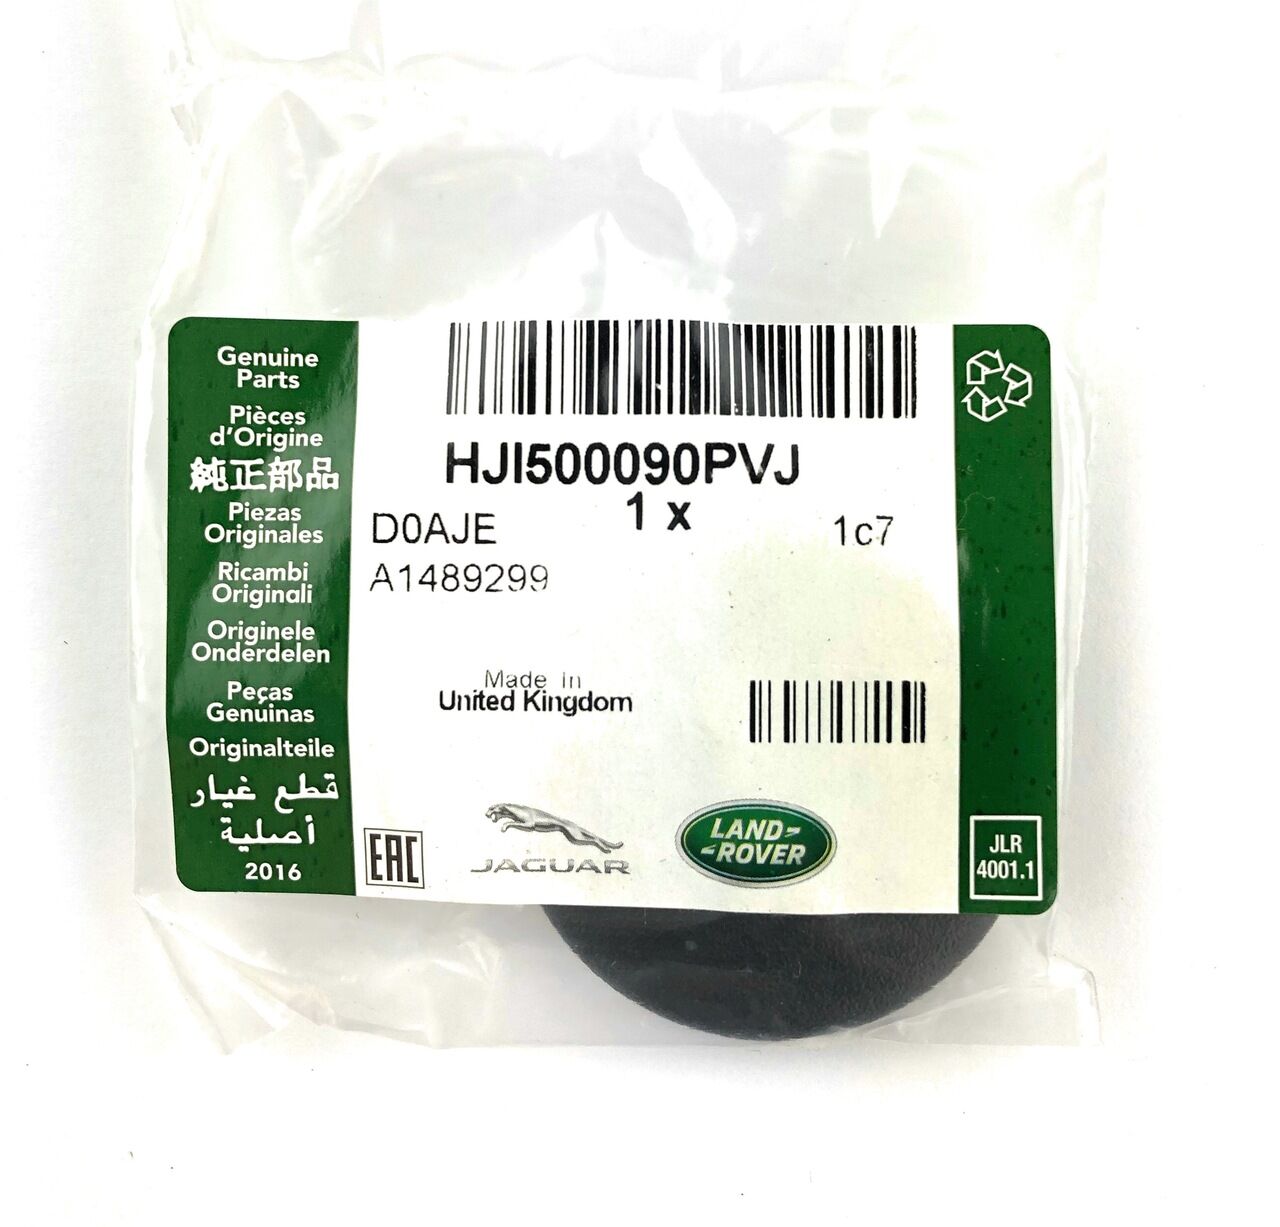 Genuine
Parts
Pièces
d'Origine
純正部品
Piezas
Originales
Ricambi
Originali
Originele
Onderdelen
Peças
Genuinas
Originalteile
قطع غيار
أصلية
2016
HJI500090PVJ
1 x
D0AJE
1c7
A1489299
Made in
United Kingdom
EAC
JAGUAR
LAND-
-ROVER
JLR
4001.1